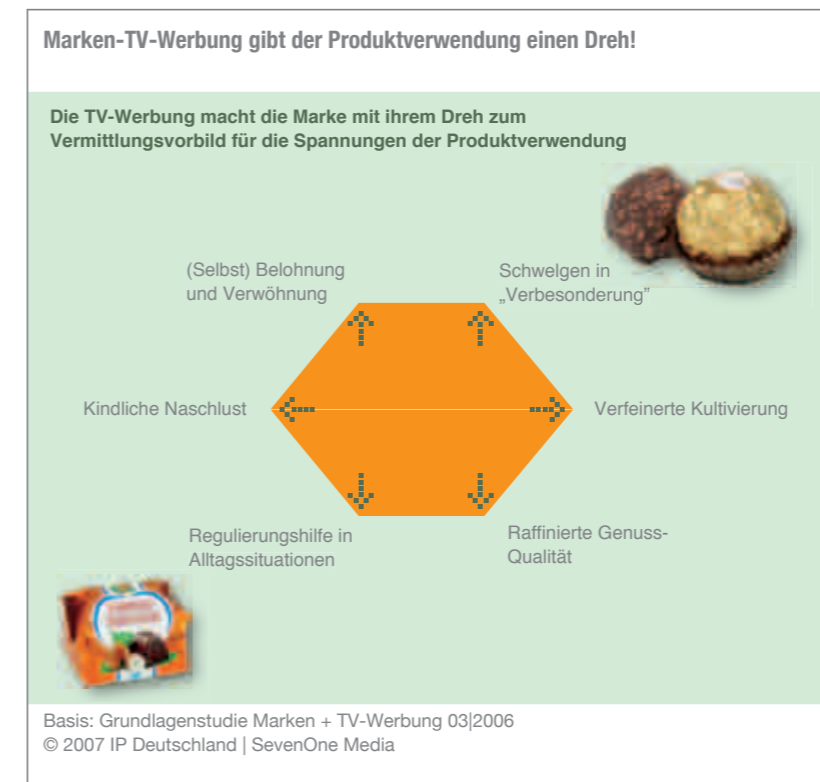 Marken-TV-Werbung gibt der Produktverwendung einen Dreh!
Die TV-Werbung macht die Marke mit ihrem Dreh zum
Vermittlungsvorbild für die Spannungen der Produktverwendung
(Selbst) Belohnung
und Verwöhnung
Schwelgen in
„Verbesonderung”
Kindliche Naschlust
Verfeinerte Kultivierung
Regulierungshilfe in
Alltagssituationen
Raffinierte Genuss-
Qualität
Basis: Grundlagenstudie Marken + TV-Werbung 03|2006
© 2007 IP Deutschland | SevenOne Media